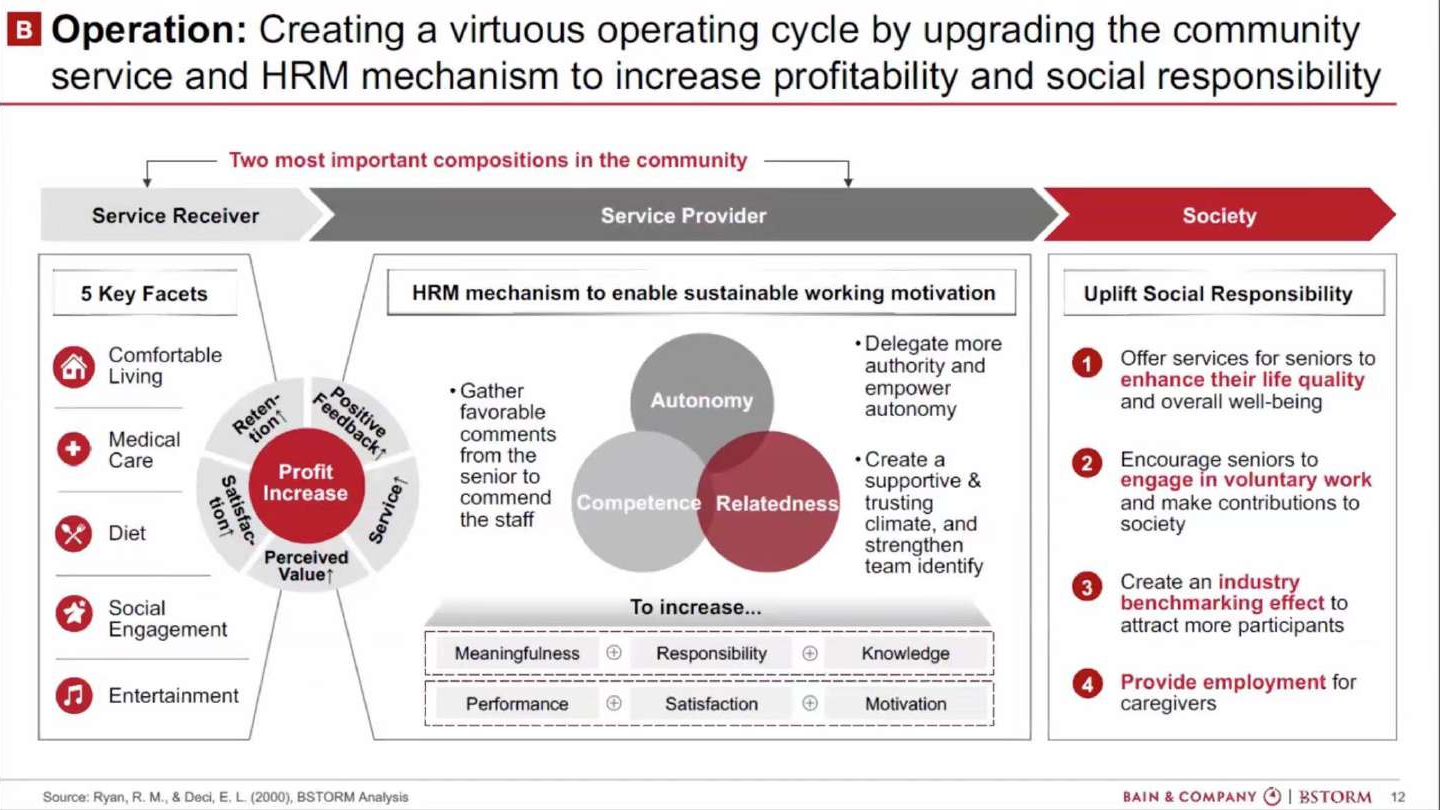 B Operation: Creating a virtuous operating cycle by upgrading the community
service and HRM mechanism to increase profitability and social responsibility
Two most important compositions in the community
Service Receiver
Service Provider
Society
5 Key Facets
Comfortable
Living
Medical
Care
Diet
Social
Engagement
Entertainment
Profit
Increase
Reten-
tion↑
Positive
Feedback↑
Service↑
Perceived
Value↑
Satisfac-
tion↑
HRM mechanism to enable sustainable working motivation
• Gather
favorable
comments
from the
senior to
commend
the staff
Autonomy
Competence
Relatedness
• Delegate more
authority and
empower
autonomy
• Create a
supportive &
trusting
climate, and
strengthen
team identify
To increase...
Meaningfulness ⊕ Responsibility ⊕ Knowledge
Performance ⊕ Satisfaction ⊕ Motivation
Uplift Social Responsibility
1 Offer services for seniors to
enhance their life quality
and overall well-being
2 Encourage seniors to
engage in voluntary work
and make contributions to
society
3 Create an industry
benchmarking effect to
attract more participants
4 Provide employment for
caregivers
Source: Ryan, R. M., & Deci, E. L. (2000), BSTORM Analysis
BAIN & COMPANY | BSTORM 12